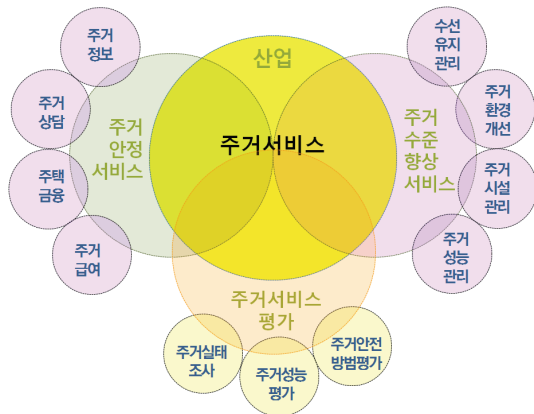 산업
주거서비스
주거
정보
주거
상담
주택
금융
주거
급여
주거
안정
서비스
주거
수준
향상
서비스
수선
유지
관리
주거
환경
개선
주거
시설
관리
주거
성능
관리
주거서비스
평가
주거실태
조사
주거성능
평가
주거안전
방범평가